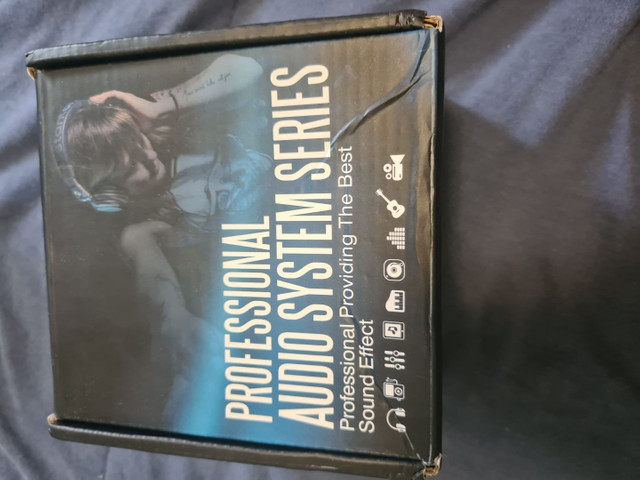 PROFESSIONAL
AUDIO SYSTEM SERIES
Professional Providing The Best
Sound Effect